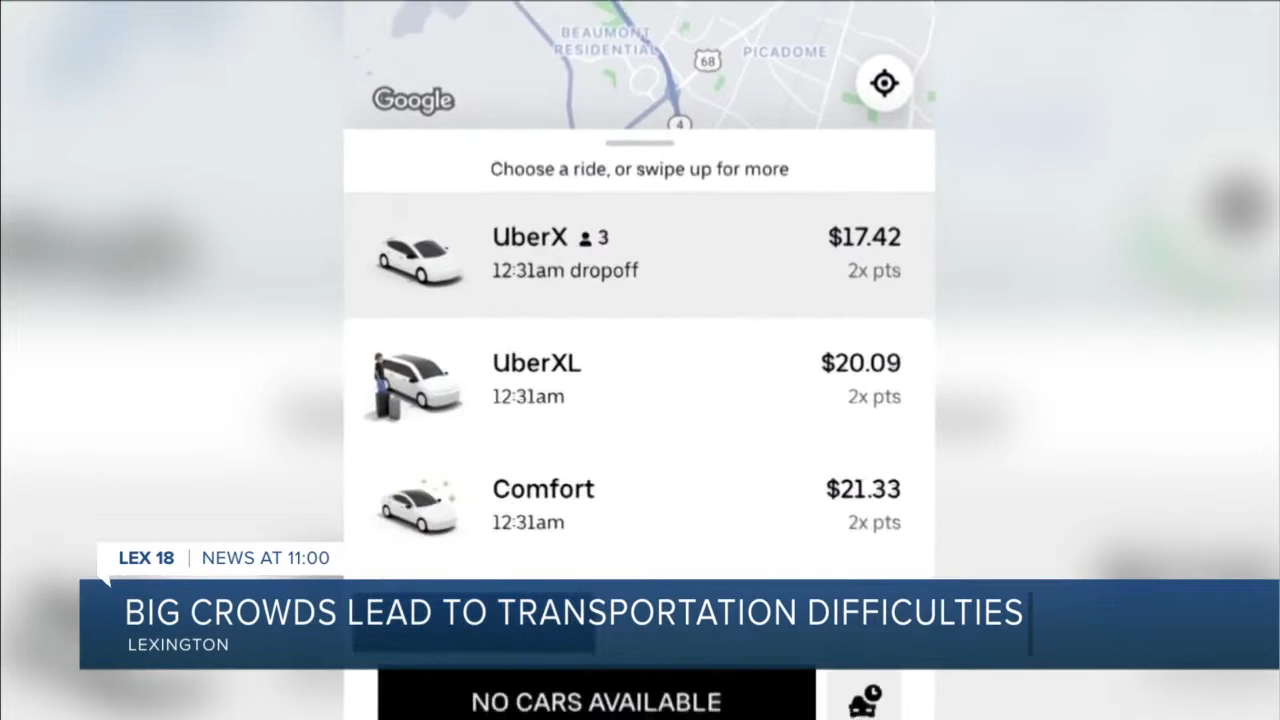 BEAUMONT
RESIDENTIAL
68
PICADOME
Google
4
Choose a ride, or swipe up for more
UberX 3 $17.42
12:31am dropoff 2x pts
UberXL $20.09
12:31am 2x pts
Comfort $21.33
12:31am 2x pts
LEX 18 | NEWS AT 11:00
BIG CROWDS LEAD TO TRANSPORTATION DIFFICULTIES
LEXINGTON
NO CARS AVAILABLE